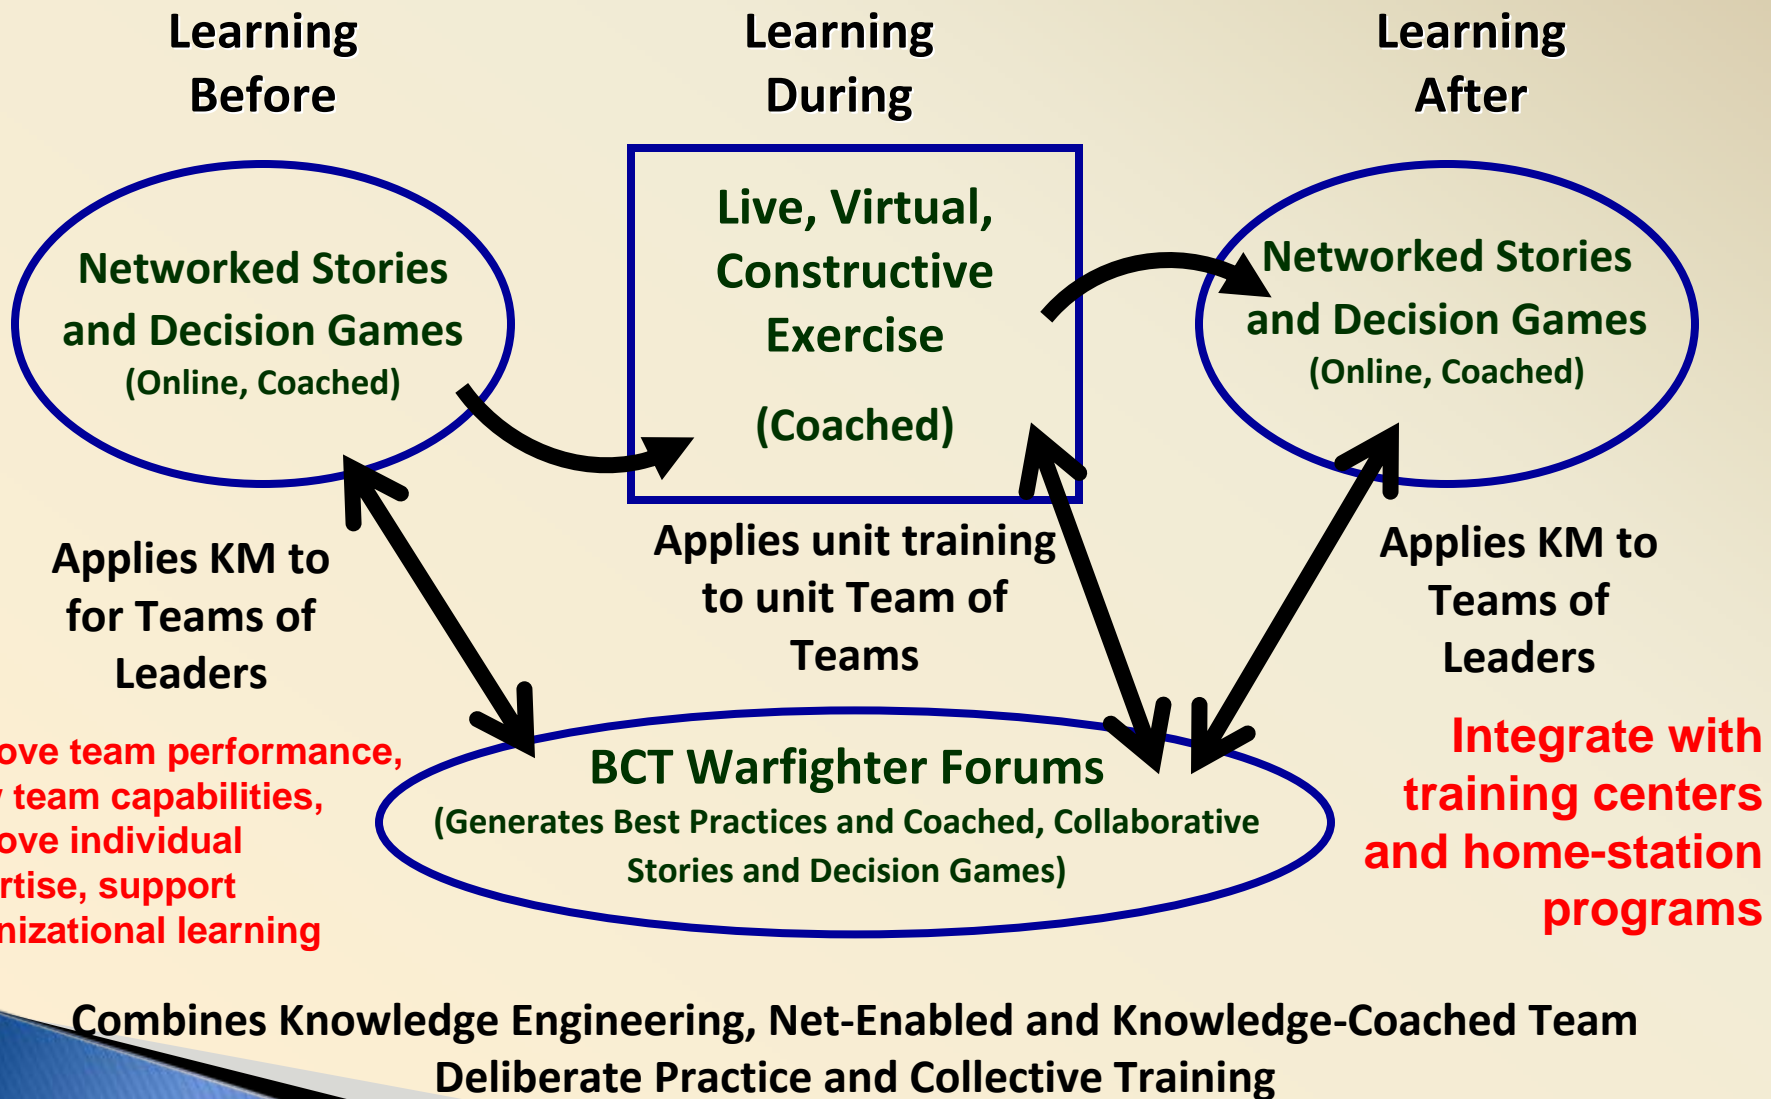 Learning
Before
Learning
During
Learning
After
Networked Stories
and Decision Games
(Online, Coached)
Live, Virtual,
Constructive
Exercise
(Coached)
Networked Stories
and Decision Games
(Online, Coached)
Applies KM to
for Teams of
Leaders
Applies unit training
to unit Team of
Teams
Applies KM to
Teams of
Leaders
team performance,
team capabilities,
individual
support
learning
BCT Warfighter Forums
(Generates Best Practices and Coached, Collaborative
Stories and Decision Games)
Integrate with
training centers
and home-station
programs
Combines Knowledge Engineering, Net-Enabled and Knowledge-Coached Team
Deliberate Practice and Collective Training